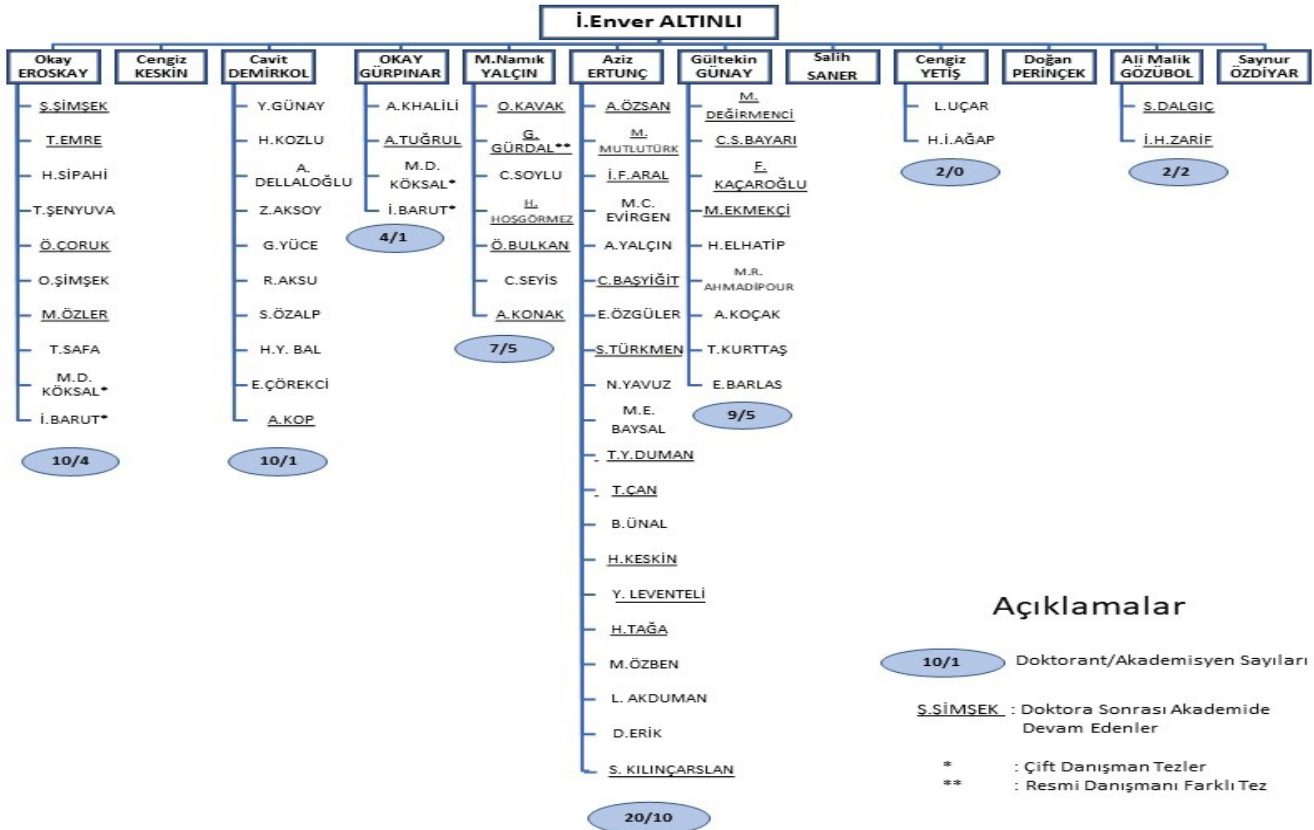 İ.Enver ALTINLI
Okay
EROSKAY
Cengiz
KESKİN
Cavit
DEMİRKOL
OKAY
GÜRPINAR
M.Namık
YALÇIN
Aziz
ERTUNÇ
Gültekin
GÜNAY
Salih
SANER
Cengiz
YETİŞ
Doğan
PERİNÇEK
Ali Malik
GÖZÜBOL
Saynur
ÖZDİYAR
S.ŞİMŞEK
T.EMRE
H.SİPAHİ
T.ŞENYUVA
Ö.ÇORUK
O.ŞİMŞEK
M.ÖZLER
T.SAFA
M.D.
KÖKSAL*
İ.BARUT*
10/4
Y.GÜNAY
H.KOZLU
A.
DELLALOĞLU
Z.AKSOY
G.YÜCE
R.AKSU
S.ÖZALP
H.Y. BAL
E.ÇÖREKCİ
A.KOP
10/1
A.KHALİLİ
A.TUĞRUL
M.D.
KÖKSAL*
İ.BARUT*
4/1
O.KAVAK
G.
GÜRDAL**
C.SOYLU
H.
HOŞGÖRMEZ
Ö.BULKAN
C.SEYİS
A.KONAK
7/5
A.ÖZSAN
M.
MUTLUTÜRK
İ.F.ARAL
M.C.
EVİRGEN
A.YALÇIN
C.BAŞYİĞİT
E.ÖZGÜLER
S.TÜRKMEN
N.YAVUZ
M.E.
BAYSAL
T.Y.DUMAN
T.ÇAN
B.ÜNAL
H.KESKİN
Y. LEVENTELİ
H.TAĞA
M.ÖZBEN
L. AKDUMAN
D.ERİK
S. KILINÇARSLAN
20/10
M.
DEĞİRMENCİ
C.S.BAYARI
F.
KAÇAROĞLU
M.EKMEKÇİ
H.ELHATİP
M.R.
AHMADİPOUR
A.KOÇAK
T.KURTTAŞ
E.BARLAS
9/5
L.UÇAR
H.İ.AĞAP
2/0
S.DALGIÇ
İ.H.ZARİF
2/2
Açıklamalar
10/1 Doktorant/Akademisyen Sayıları
S.ŞİMŞEK : Doktora Sonrası Akademide
Devam Edenler
* : Çift Danışman Tezler
** : Resmi Danışmanı Farklı Tez